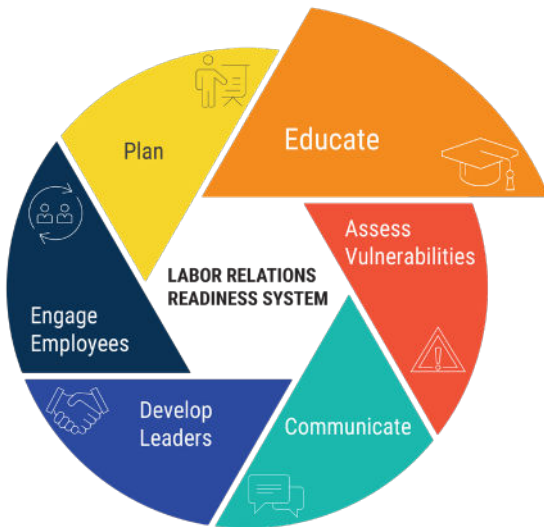 Plan
Educate
Assess
Vulnerabilities
LABOR RELATIONS
READINESS SYSTEM
Engage
Employees
Develop
Leaders
Communicate